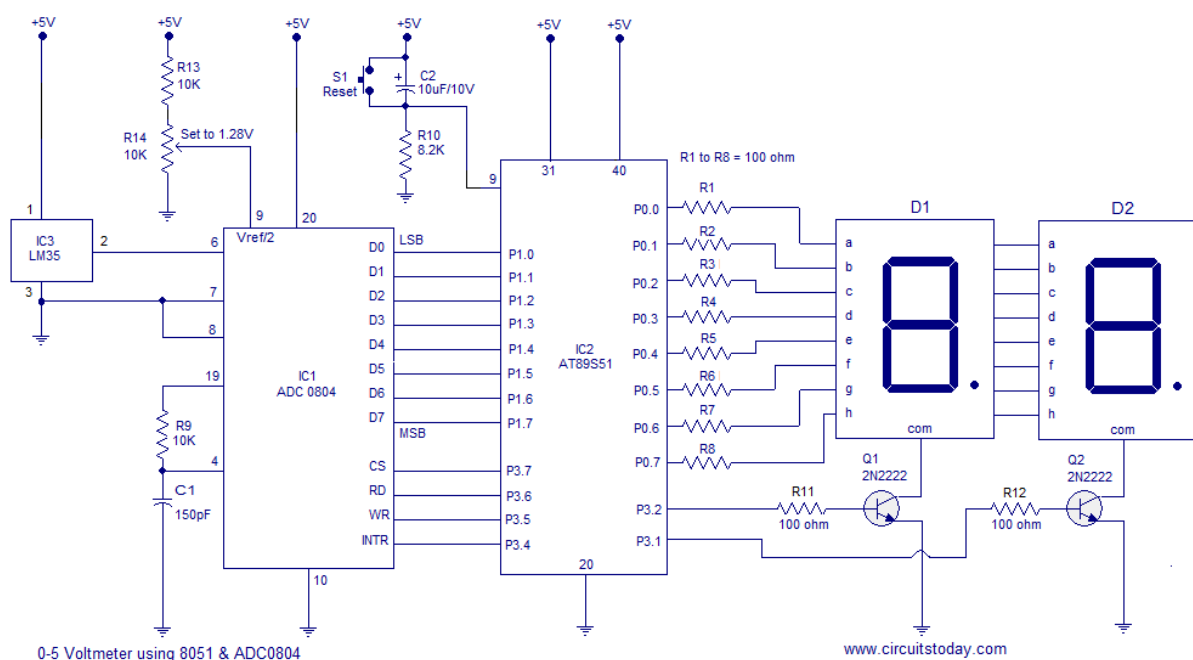 +5V
+5V
+5V
+5V
+5V
+5V
R13
10K
R14
10K
Set to 1.28V
S1
Reset
+
C2
10uF/10V
R10
8.2K
R1 to R8 = 100 ohm
1
IC3
LM35
2
3
9
Vref/2
20
6
7
8
19
4
R9
10K
C1
150pF
IC1
ADC 0804
10
D0
LSB
D1
D2
D3
D4
D5
D6
D7
MSB
CS
RD
WR
INTR
9
31
40
P1.0
P1.1
P1.2
P1.3
P1.4
P1.5
P1.6
P1.7
P3.7
P3.6
P3.5
P3.4
IC2
AT89S51
20
P0.0
P0.1
P0.2
P0.3
P0.4
P0.5
P0.6
P0.7
P3.2
P3.1
R1
R2
R3
R4
R5
R6
R7
R8
D1
a
b
c
d
e
f
g
h
com
D2
a
b
c
d
e
f
g
h
com
Q1
2N2222
R11
100 ohm
Q2
2N2222
R12
100 ohm
0-5 Voltmeter using 8051 & ADC0804
www.circuitstoday.com